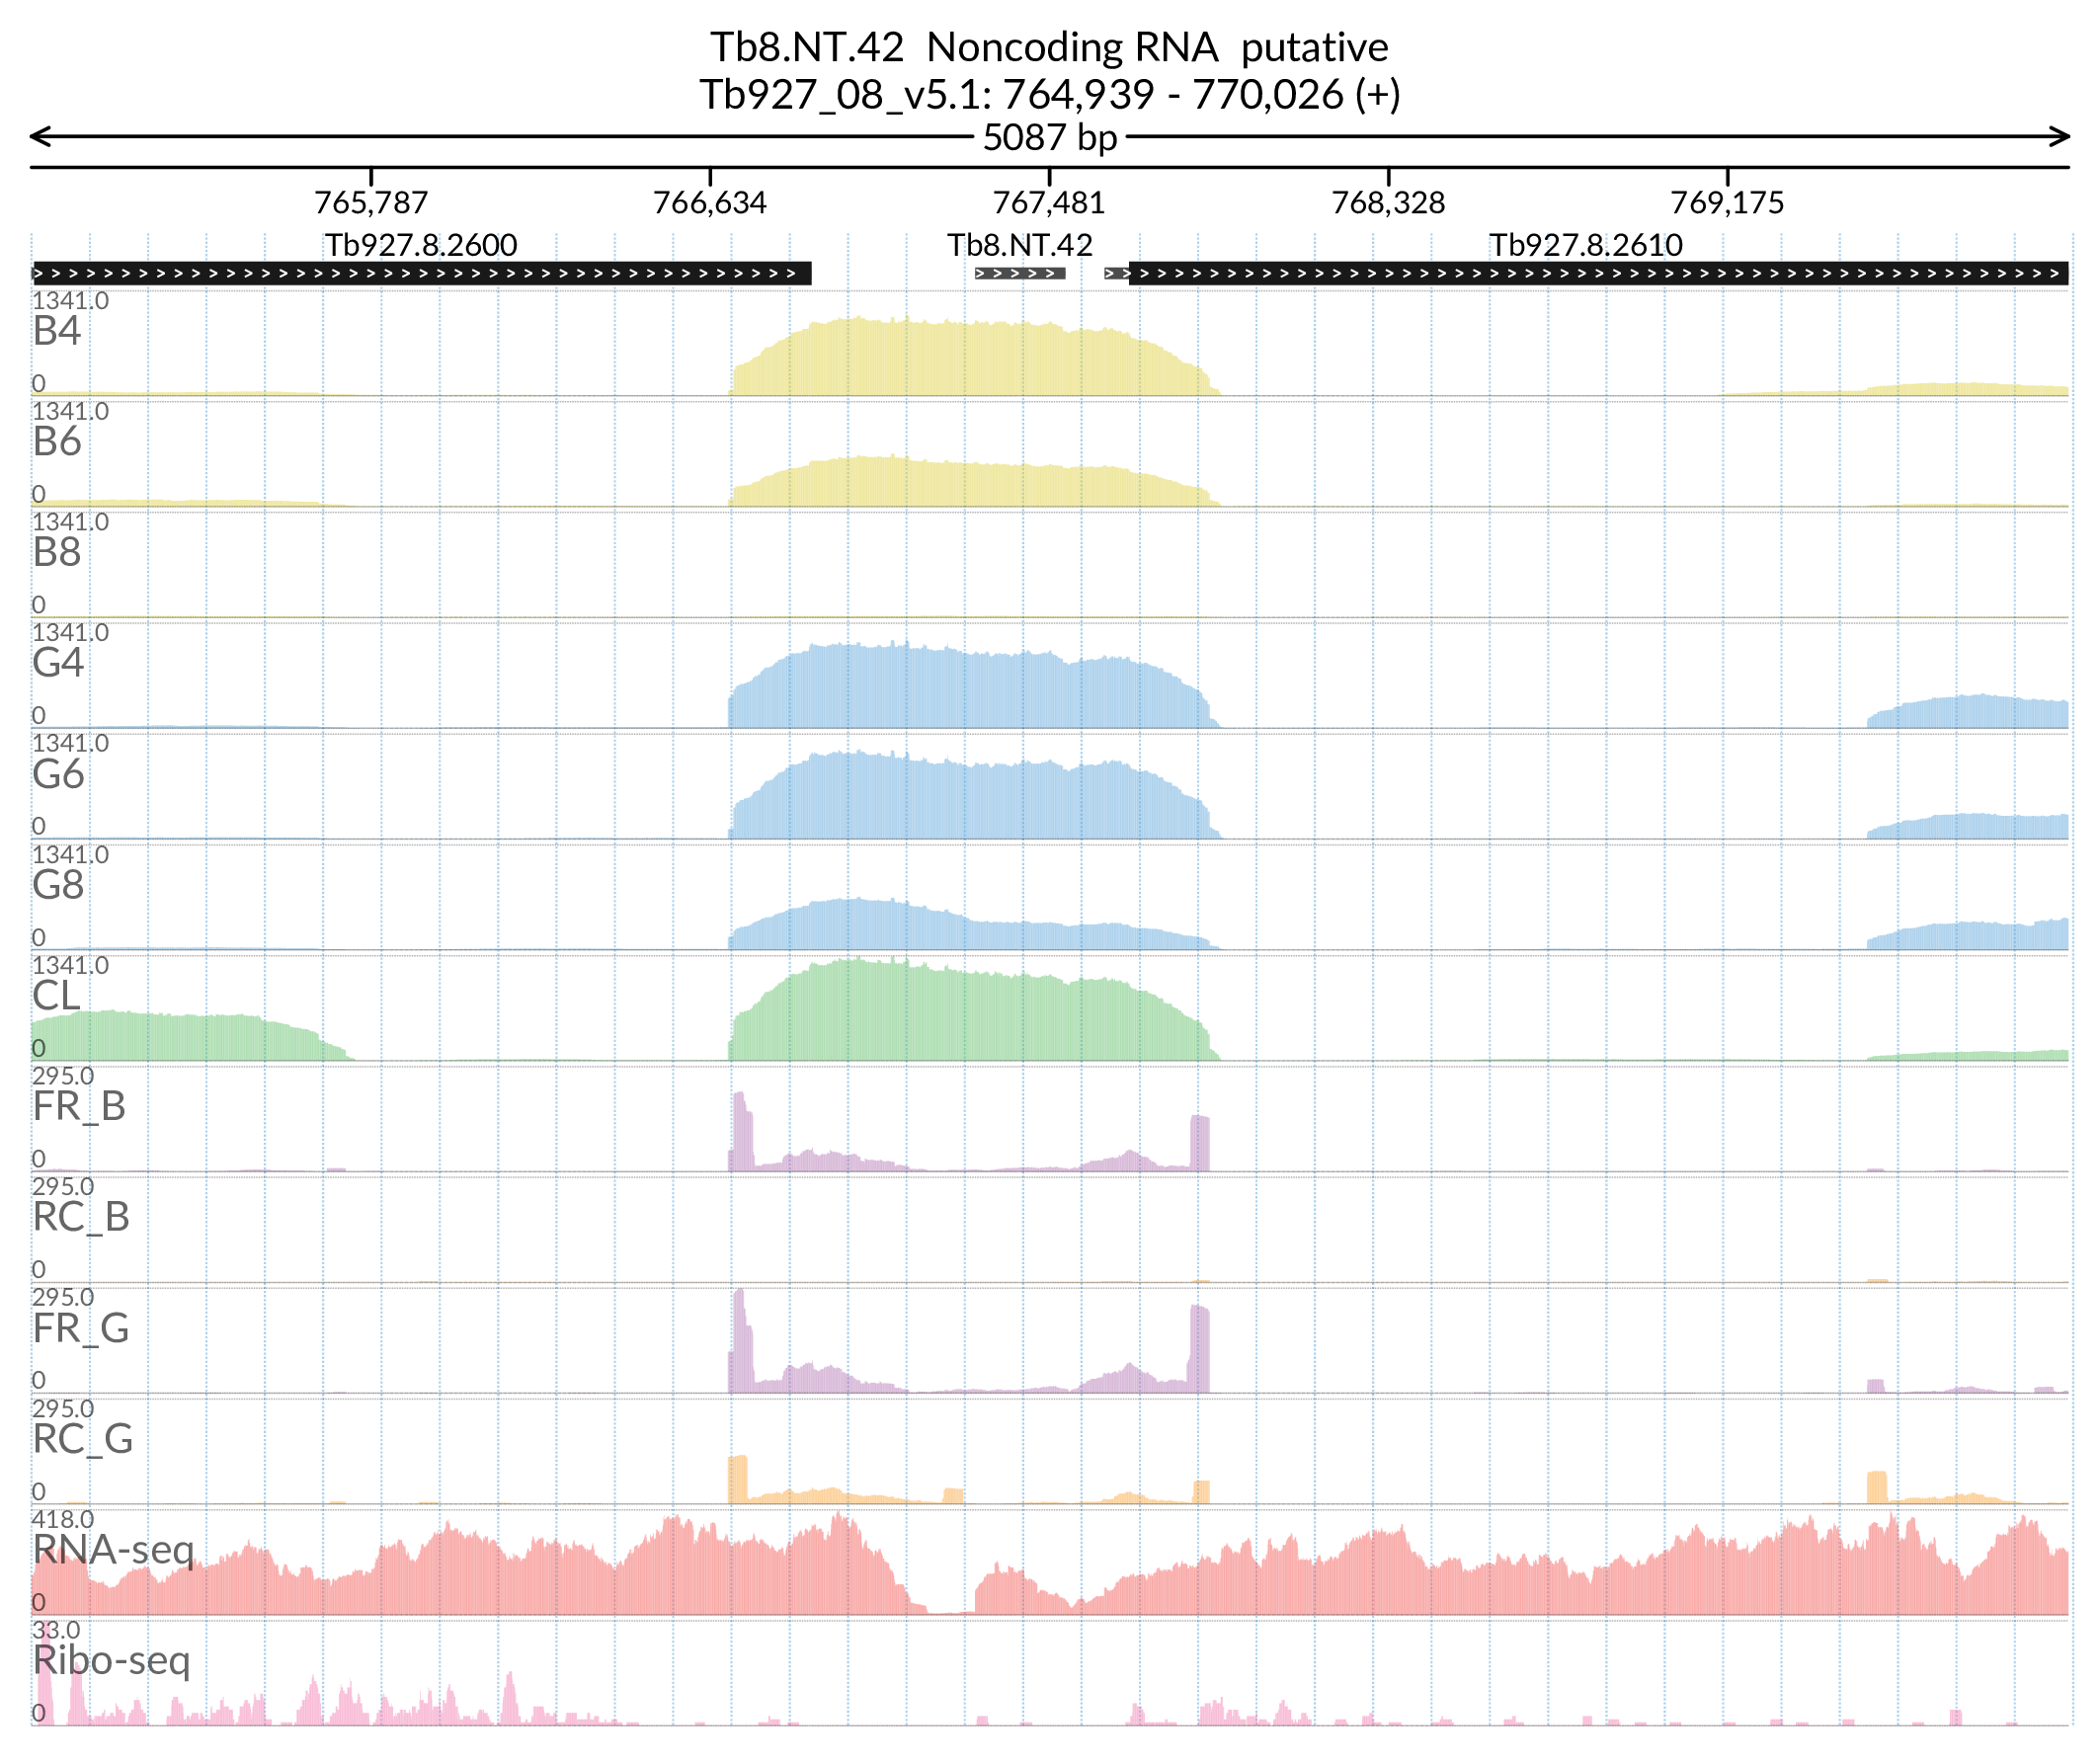 Tb8.NT.42 Noncoding RNA putative
Tb927_08_v5.1: 764,939 - 770,026 (+)
5087 bp
765,787 766,634 767,481 768,328 769,175
Tb927.8.2600 Tb8.NT.42 Tb927.8.2610
1341.0
B4
0
1341.0
B6
0
1341.0
B8
0
1341.0
G4
0
1341.0
G6
0
1341.0
G8
0
1341.0
CL
0
295.0
FR_B
0
295.0
RC_B
0
295.0
FR_G
0
295.0
RC_G
0
418.0
RNA-seq
0
33.0
Ribo-seq
0